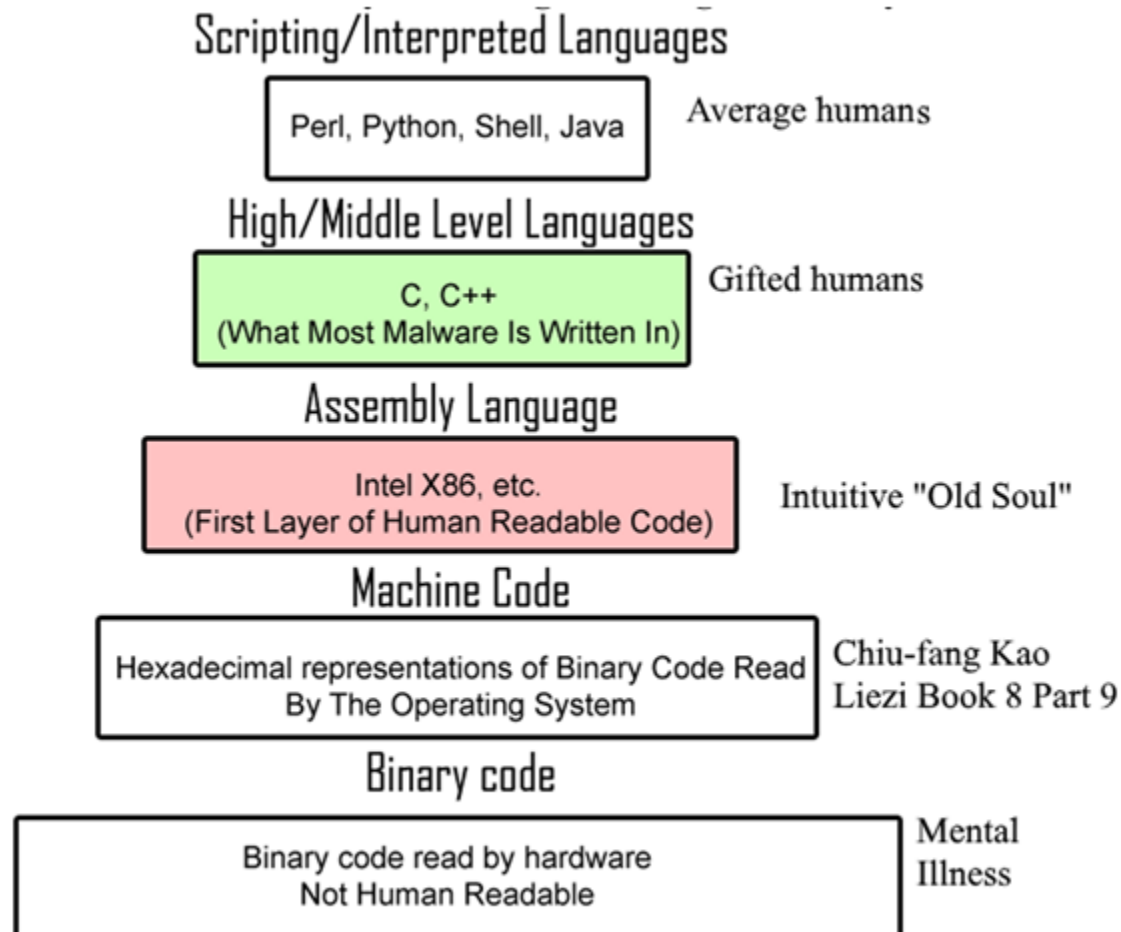 Scripting/Interpreted Languages
Perl, Python, Shell, Java
Average humans
High/Middle Level Languages
C, C++
(What Most Malware Is Written In)
Gifted humans
Assembly Language
Intel X86, etc.
(First Layer of Human Readable Code)
Intuitive "Old Soul"
Machine Code
Hexadecimal representations of Binary Code Read
By The Operating System
Chiu-fang Kao
Liezi Book 8 Part 9
Binary code
Binary code read by hardware
Not Human Readable
Mental
Illness